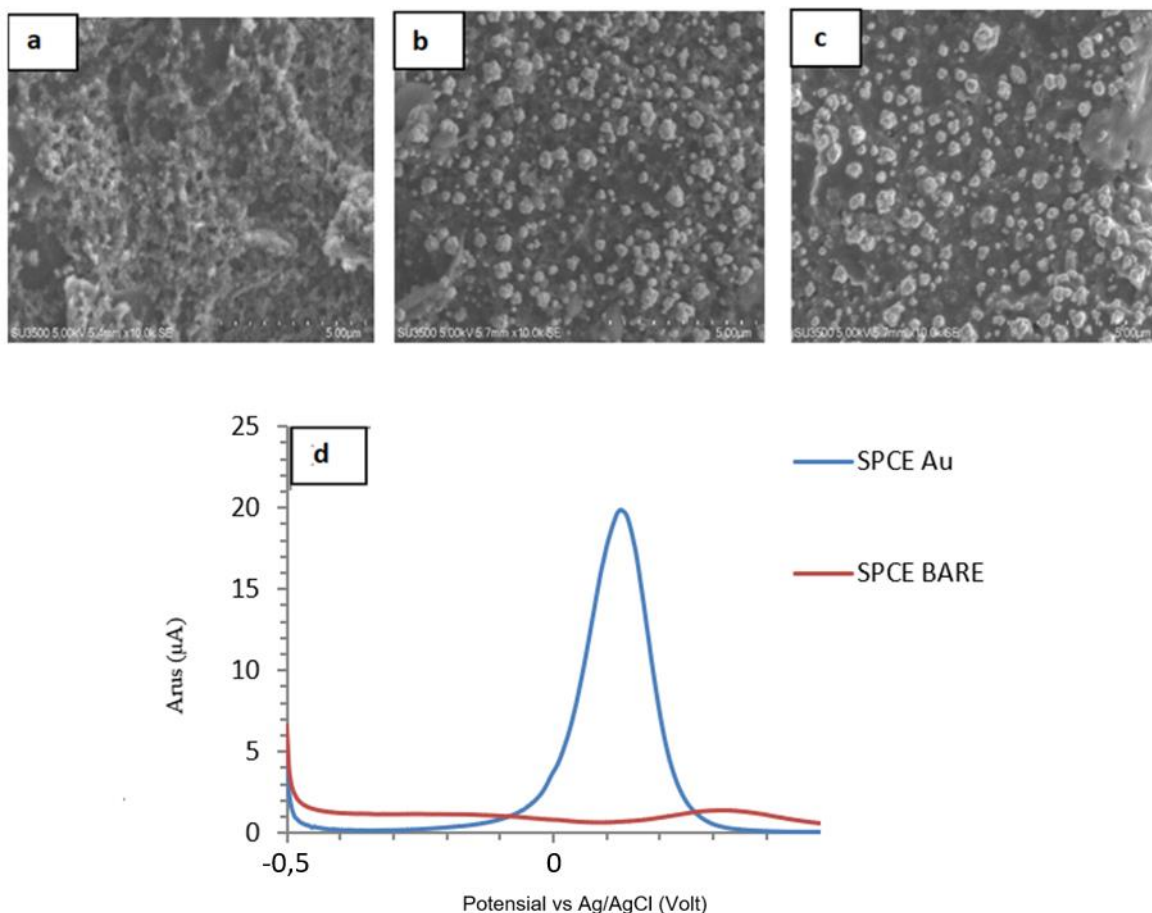 a
b
c
SU3500 5.00kV 5.4mm x10.0k SE 5.00μm
SU3500 5.00kV 5.7mm x10.0k SE 5.00μm
SU3500 5.00kV 5.7mm x10.0k SE 5.00μm
d
25
20
15
10
5
0
Arus (μA)
-0,5
0
Potensial vs Ag/AgCl (Volt)
SPCE Au
SPCE BARE